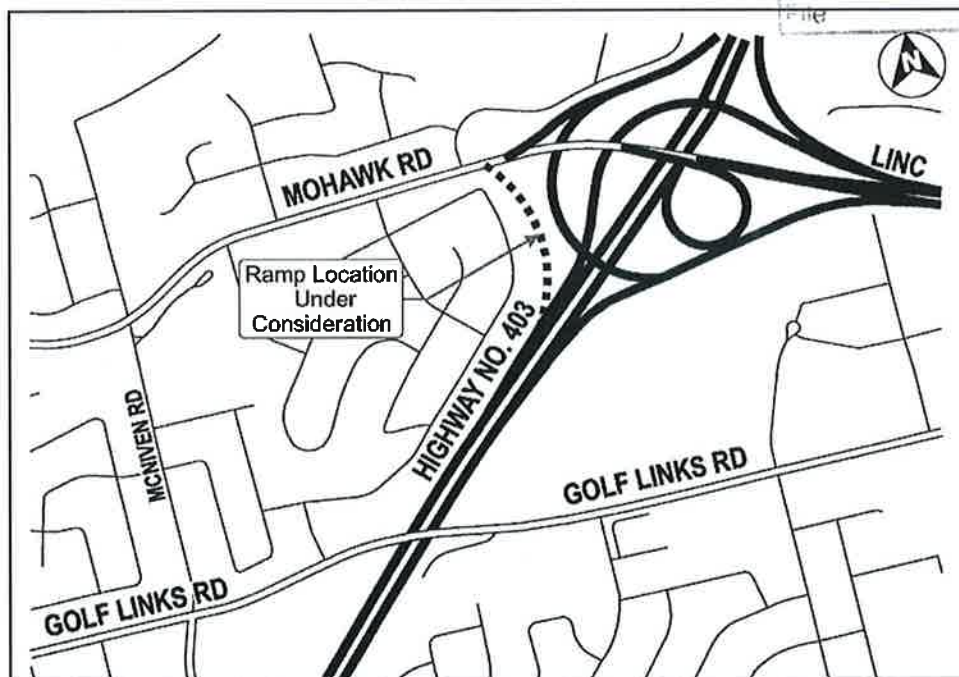 File
N
MOHAWK RD
LINC
Ramp Location
Under
Consideration
HIGHWAY NO. 403
MCNIVEN RD
GOLF LINKS RD
GOLF LINKS RD